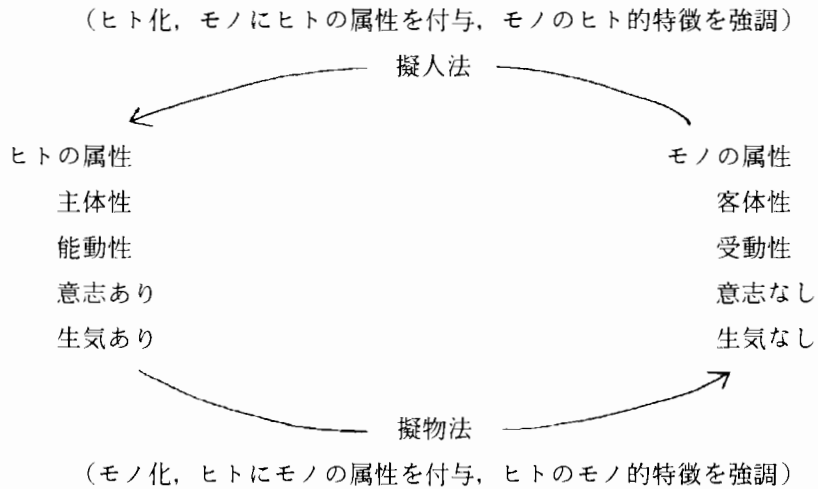 （ヒト化，モノにヒトの属性を付与，モノのヒト的特徴を強調）
擬人法
ヒトの属性 モノの属性
主体性 客体性
能動性 受動性
意志あり 意志なし
生気あり 生気なし
擬物法
（モノ化，ヒトにモノの属性を付与，ヒトのモノ的特徴を強調）